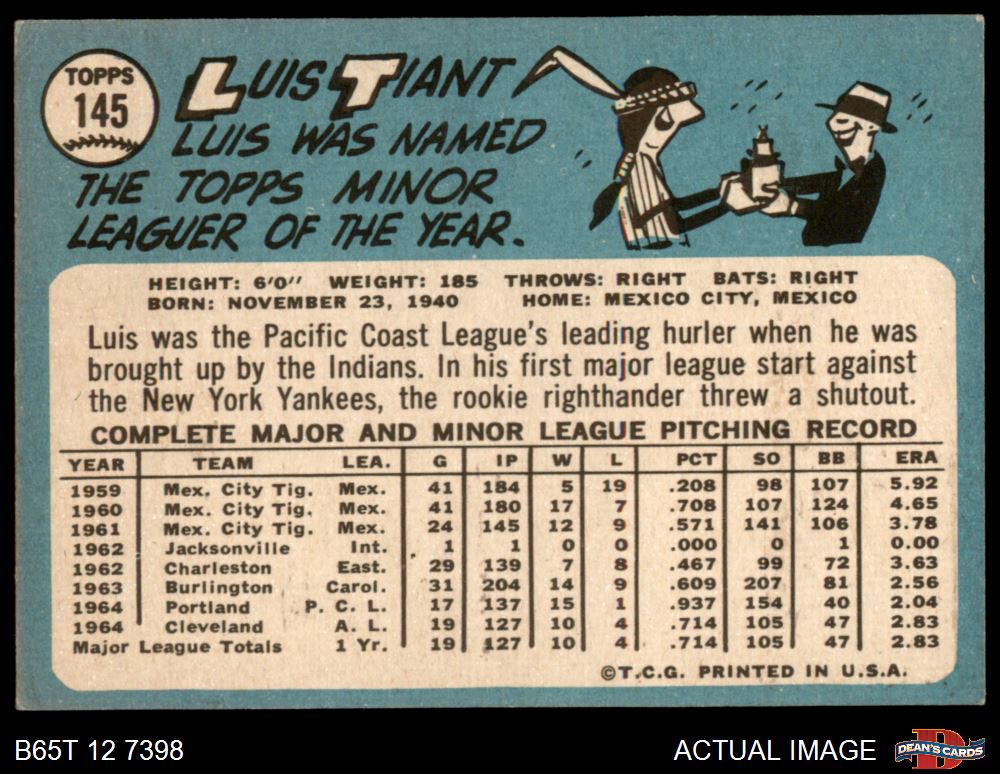 TOPPS
145
LUIS TIANT
LUIS WAS NAMED
THE TOPPS MINOR
LEAGUER OF THE YEAR.
HEIGHT: 6'0" WEIGHT: 185 THROWS: RIGHT BATS: RIGHT
BORN: NOVEMBER 23, 1940 HOME: MEXICO CITY, MEXICO
Luis was the Pacific Coast League's leading hurler when he was
brought up by the Indians. In his first major league start against
the New York Yankees, the rookie righthander threw a shutout.
COMPLETE MAJOR AND MINOR LEAGUE PITCHING RECORD
YEAR TEAM LEA. G IP W L PCT SO BB ERA
1959 Mex. City Tig. Mex. 41 184 5 19 .208 98 107 5.92
1960 Mex. City Tig. Mex. 41 180 17 7 .708 107 124 4.65
1961 Mex. City Tig. Mex. 24 145 12 9 .571 141 106 3.78
1962 Jacksonville Int. 1 1 0 0 .000 0 1 0.00
1962 Charleston East. 29 139 7 8 .467 99 72 3.63
1963 Burlington Carol. 31 204 14 9 .609 207 81 2.56
1964 Portland P. C. L. 17 137 15 1 .937 154 40 2.04
1964 Cleveland A. L. 19 127 10 4 .714 105 47 2.83
Major League Totals 1 Yr. 19 127 10 4 .714 105 47 2.83
©T.C.G. PRINTED IN U.S.A.
B65T 12 7398
ACTUAL IMAGE
DEAN'S CARDS